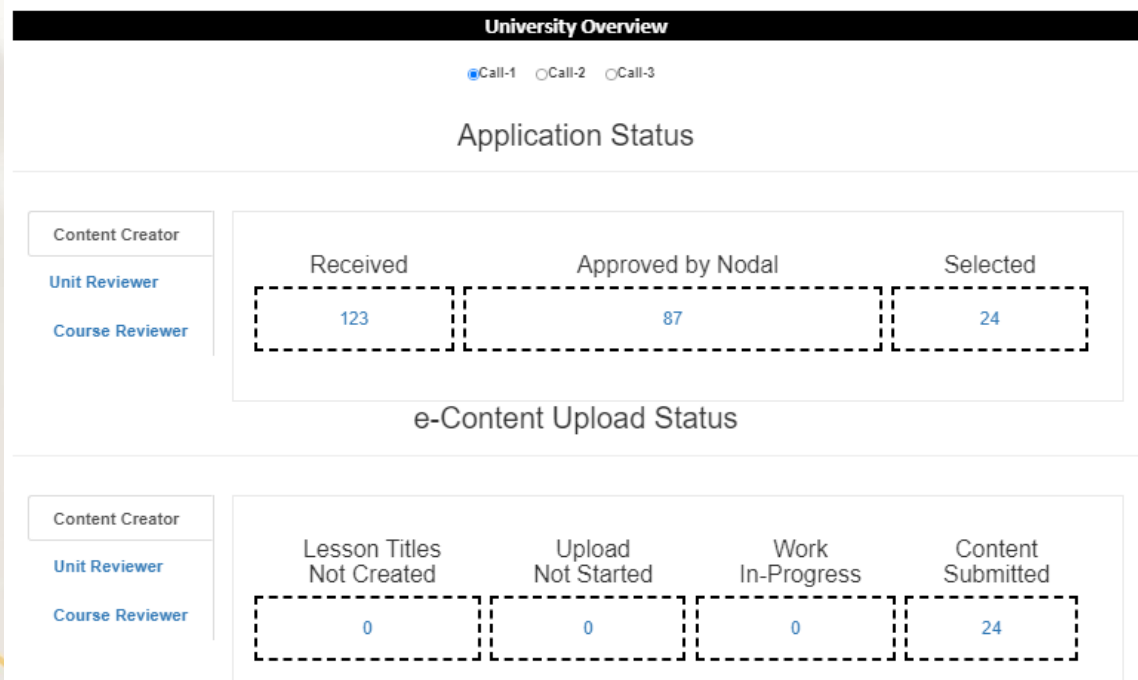 University Overview
Call-1 Call-2 Call-3
Application Status
Content Creator
Unit Reviewer
Course Reviewer
Received Approved by Nodal Selected
123 87 24
e-Content Upload Status
Content Creator
Unit Reviewer
Course Reviewer
Lesson Titles Upload Work Content
Not Created Not Started In-Progress Submitted
0 0 0 24